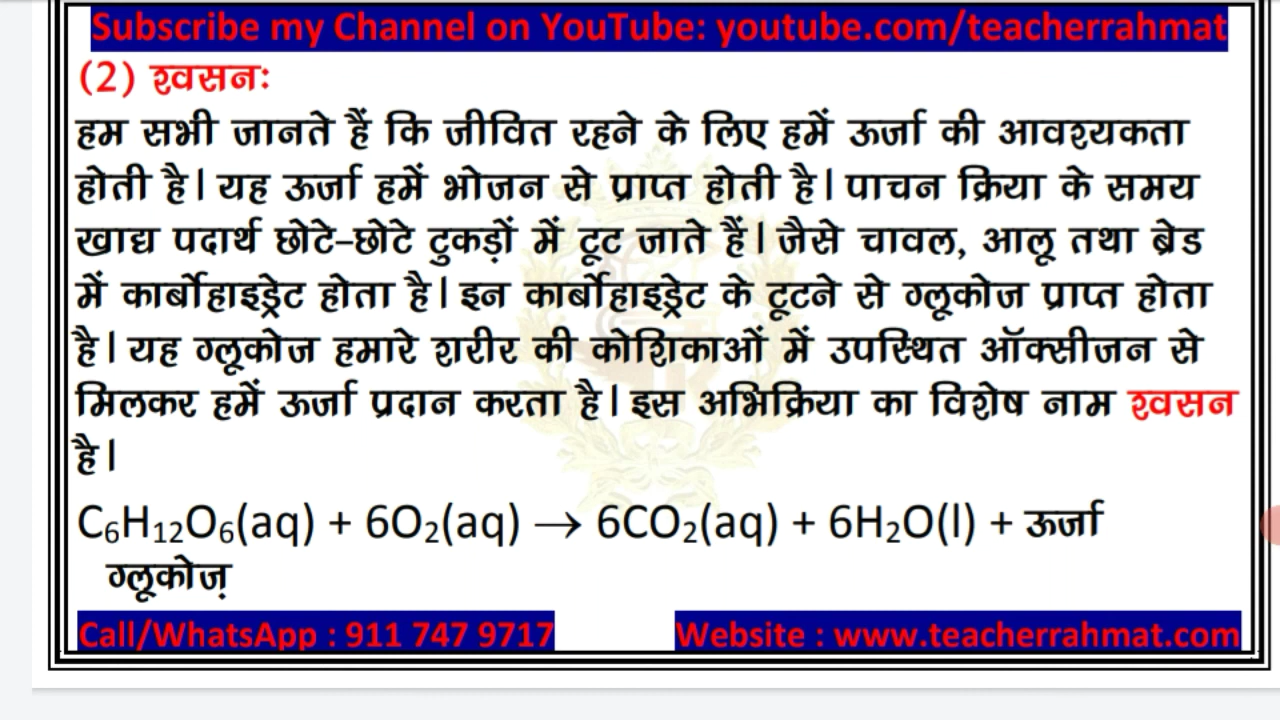 Subscribe my Channel on YouTube: youtube.com/teacherrahmat
(2) श्वसनः
हम सभी जानते हैं कि जीवित रहने के लिए हमें ऊर्जा की आवश्यकता
होती है। यह ऊर्जा हमें भोजन से प्राप्त होती है। पाचन क्रिया के समय
खाद्य पदार्थ छोटे-छोटे टुकड़ों में टूट जाते हैं। जैसे चावल, आलू तथा ब्रेड
में कार्बोहाइड्रेट होता है। इन कार्बोहाइड्रेट के टूटने से ग्लूकोज प्राप्त होता
है। यह ग्लूकोज हमारे शरीर की कोशिकाओं में उपस्थित ऑक्सीजन से
मिलकर हमें ऊर्जा प्रदान करता है। इस अभिक्रिया का विशेष नाम श्वसन
है।
C₆H₁₂O₆(aq) + 6O₂(aq) → 6CO₂(aq) + 6H₂O(l) + ऊर्जा
ग्लूकोज़
Call/WhatsApp : 911 747 9717 Website : www.teacherrahmat.com